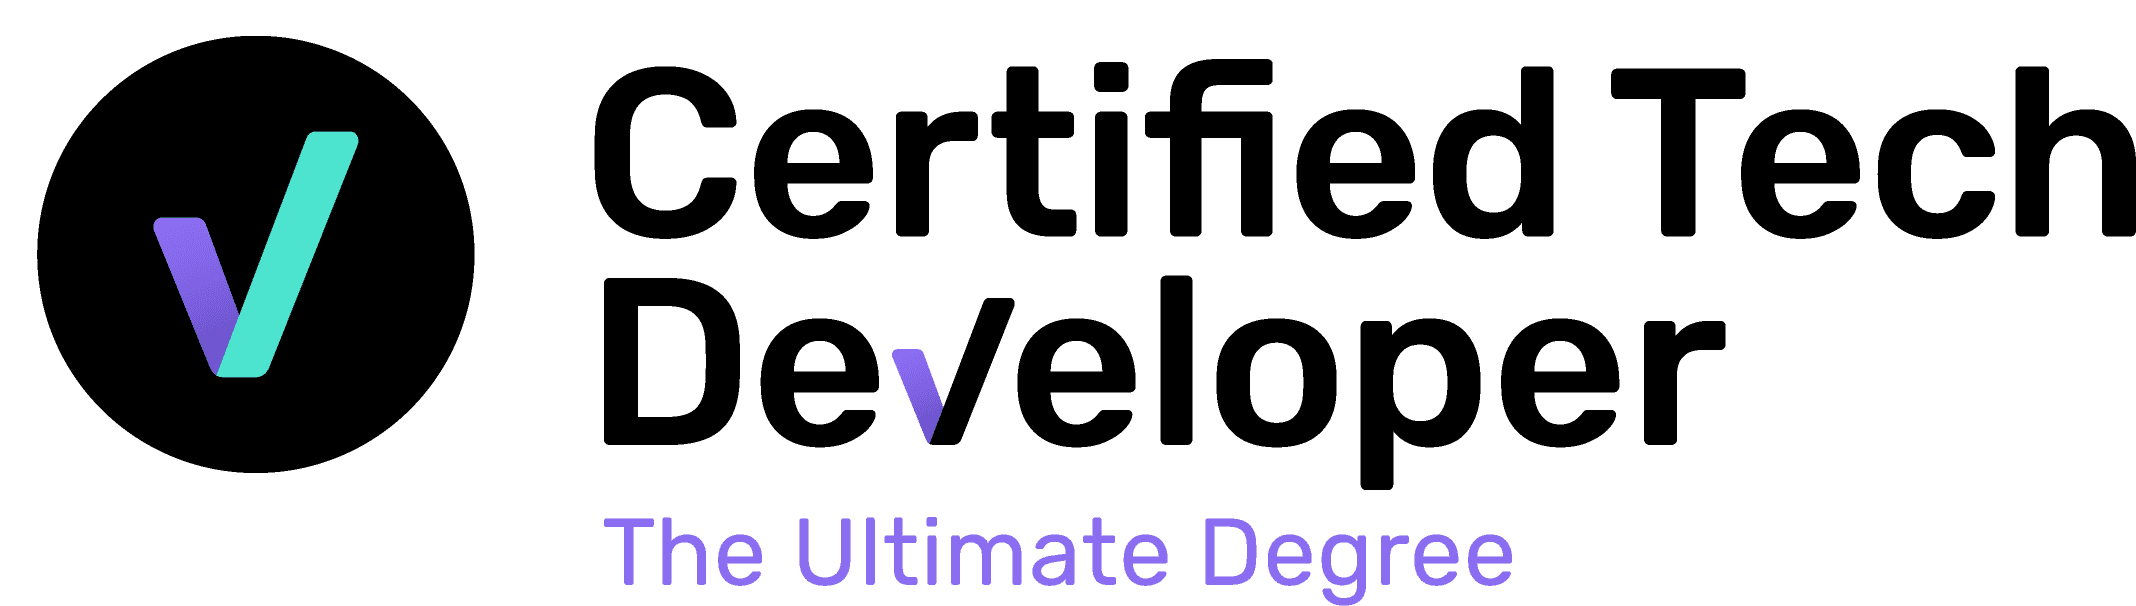 Certified Tech
Developer
The Ultimate Degree